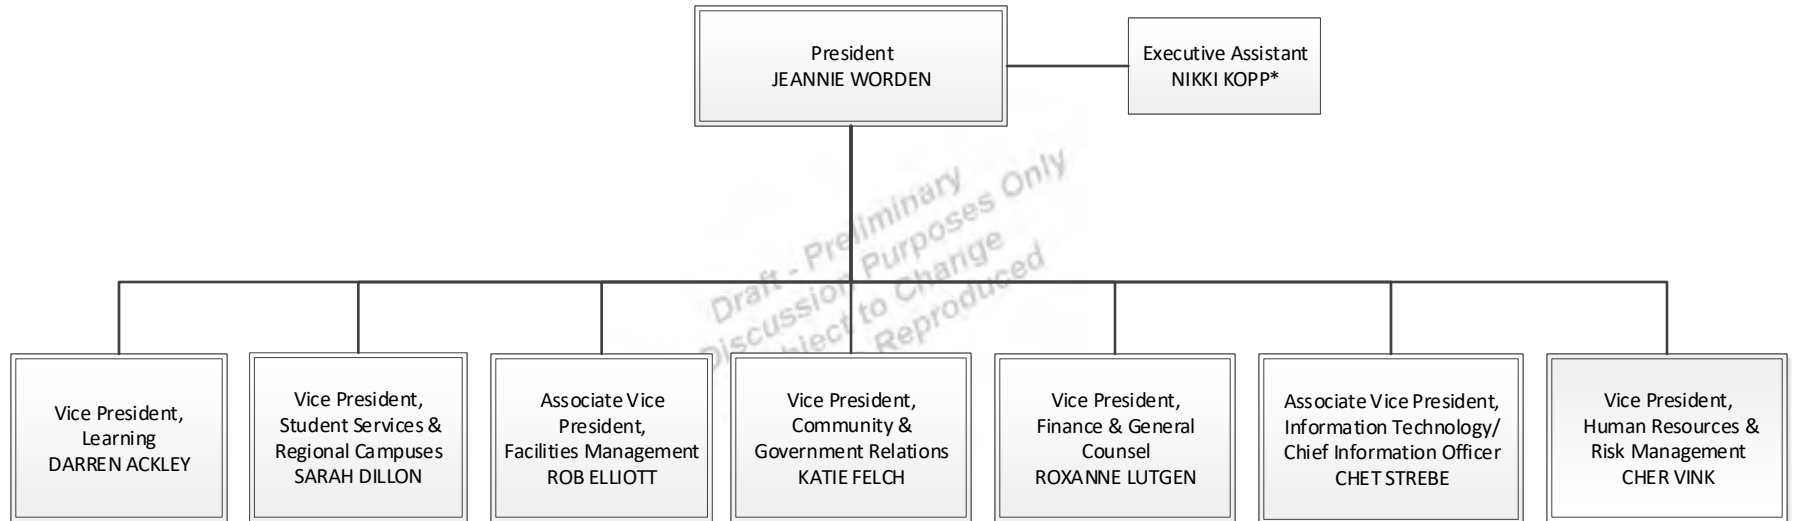 President
JEANNIE WORDEN
Executive Assistant
NIKKI KOPP*
Draft - Preliminary
Discussion Purposes Only
to Change
Reproduced
Vice President,
Learning
DARREN ACKLEY
Vice President,
Student Services &
Regional Campuses
SARAH DILLON
Associate Vice
President,
Facilities Management
ROB ELLIOTT
Vice President,
Community &
Government Relations
KATIE FELCH
Vice President,
Finance & General
Counsel
ROXANNE LUTGEN
Associate Vice President,
Information Technology/
Chief Information Officer
CHET STREBE
Vice President,
Human Resources &
Risk Management
CHER VINK